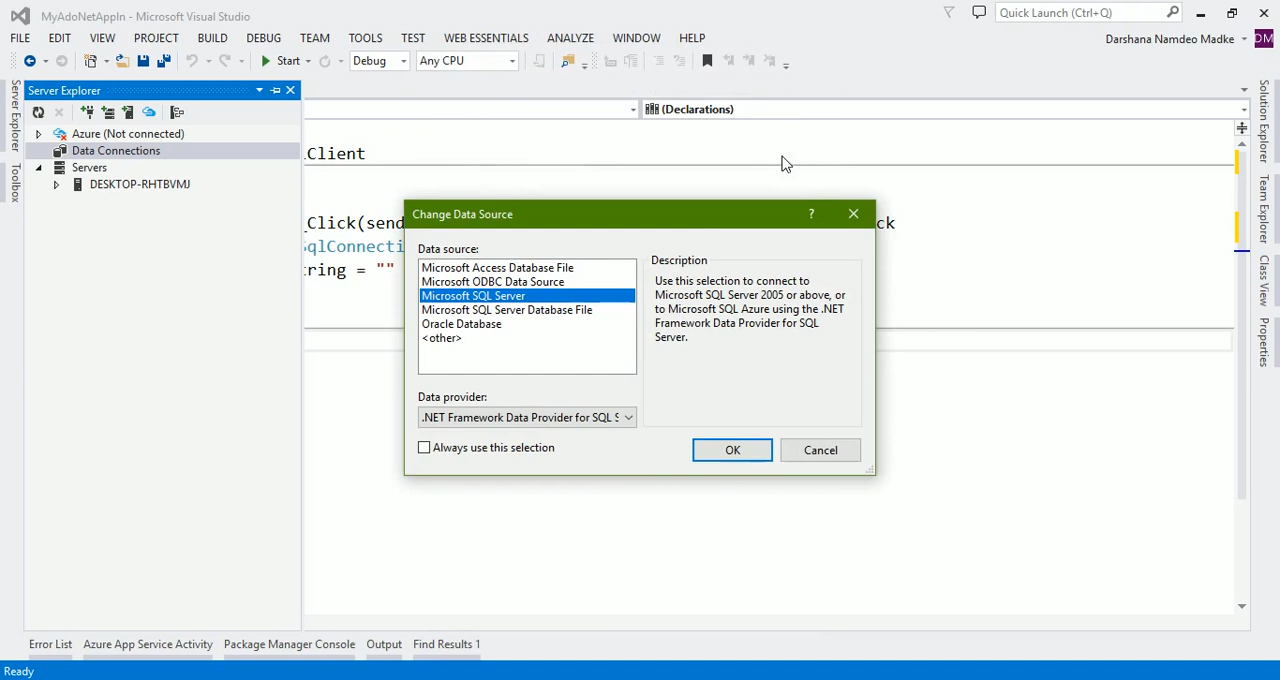 MyAdoNetAppIn - Microsoft Visual Studio
Quick Launch (Ctrl+Q)
FILE EDIT VIEW PROJECT BUILD DEBUG TEAM TOOLS TEST WEB ESSENTIALS ANALYZE WINDOW HELP
Darshana Namdeo Madke
DM
Start
Debug
Any CPU
Server Explorer
Toolbox
Server Explorer
Azure (Not connected)
Data Connections
Servers
DESKTOP-RHTBVMJ
(Declarations)
.Client
_Click(send
ck
SqlConnecti
tring = ""
Change Data Source
?
Data source:
Microsoft Access Database File
Microsoft ODBC Data Source
Microsoft SQL Server
Microsoft SQL Server Database File
Oracle Database
<other>
Data provider:
.NET Framework Data Provider for SQL S
Always use this selection
Description
Use this selection to connect to
Microsoft SQL Server 2005 or above, or
to Microsoft SQL Azure using the .NET
Framework Data Provider for SQL
Server.
OK
Cancel
Solution Explorer
Team Explorer
Class View
Properties
Error List
Azure App Service Activity
Package Manager Console
Output
Find Results 1
Ready